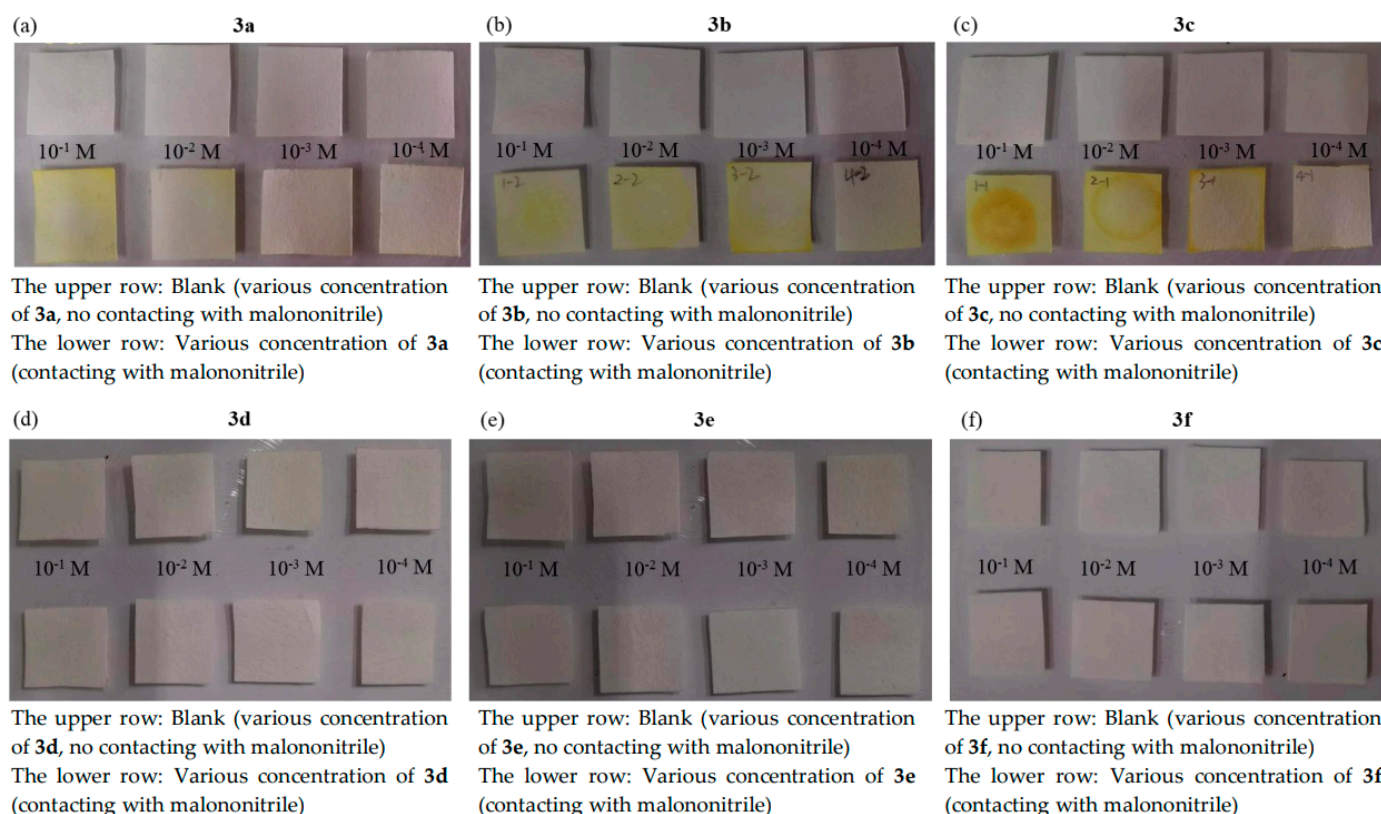 (a) 3a
(b) 3b
(c) 3c
10-1 M 10-2 M 10-3 M 10-4 M
10-1 M 10-2 M 10-3 M 10-4 M
1-2 2-2 3-2 4-2
10-1 M 10-2 M 10-3 M 10-4 M
1-1 2-1 3-1 4-1
The upper row: Blank (various concentration
of 3a, no contacting with malononitrile)
The lower row: Various concentration of 3a
(contacting with malononitrile)
The upper row: Blank (various concentration
of 3b, no contacting with malononitrile)
The lower row: Various concentration of 3b
(contacting with malononitrile)
The upper row: Blank (various concentration
of 3c, no contacting with malononitrile)
The lower row: Various concentration of 3c
(contacting with malononitrile)
(d) 3d
(e) 3e
(f) 3f
10-1 M 10-2 M 10-3 M 10-4 M
10-1 M 10-2 M 10-3 M 10-4 M
10-1 M 10-2 M 10-3 M 10-4 M
The upper row: Blank (various concentration
of 3d, no contacting with malononitrile)
The lower row: Various concentration of 3d
(contacting with malononitrile)
The upper row: Blank (various concentration
of 3e, no contacting with malononitrile)
The lower row: Various concentration of 3e
(contacting with malononitrile)
The upper row: Blank (various concentration
of 3f, no contacting with malononitrile)
The lower row: Various concentration of 3f
(contacting with malononitrile)